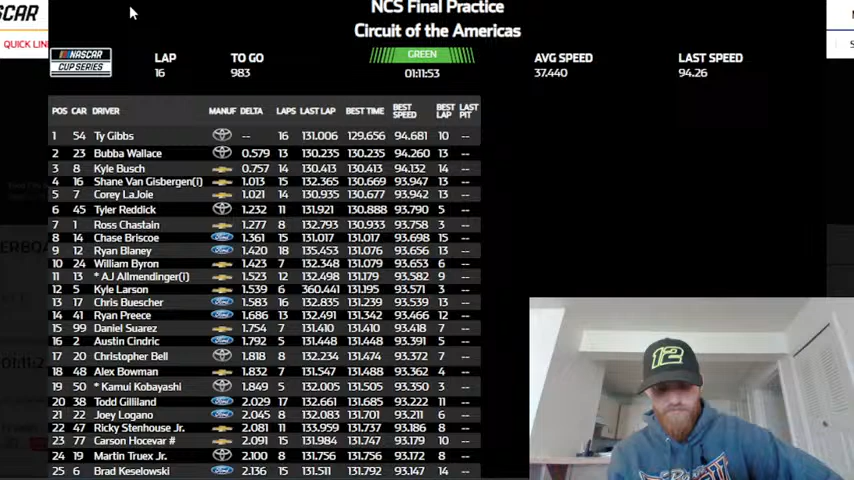 NCS Final Practice
SCAR
Circuit of the Americas
QUICK LIN
NASCAR
CUP SERIES
LAP TO GO GREEN AVG SPEED LAST SPEED
16 983 01:11:53 37.440 94.26
POS CAR DRIVER MANUF DELTA LAPS LAST LAP BEST TIME BEST SPEED BEST LAP LAST PIT
1 54 Ty Gibbs -- 16 131.006 129.656 94.681 10 --
2 23 Bubba Wallace 0.579 13 130.235 130.235 94.260 13 --
3 8 Kyle Busch 0.757 14 130.413 130.413 94.132 14 --
4 16 Shane Van Gisbergen(i) 1.013 15 132.365 130.669 93.947 13 --
5 7 Corey LaJoie 1.021 14 130.935 130.677 93.942 13 --
6 45 Tyler Reddick 1.232 11 131.921 130.888 93.790 5 --
7 1 Ross Chastain 1.277 8 132.793 130.933 93.758 3 --
8 14 Chase Briscoe 1.361 15 131.017 131.017 93.698 15 --
9 12 Ryan Blaney 1.420 18 135.453 131.076 93.656 13 --
10 24 William Byron 1.423 7 132.348 131.079 93.653 6 --
11 13 * AJ Allmendinger(i) 1.523 12 132.498 131.179 93.582 9 --
12 5 Kyle Larson 1.539 6 360.441 131.195 93.571 3 --
13 17 Chris Buescher 1.583 16 132.835 131.239 93.539 13 --
14 41 Ryan Preece 1.686 13 132.491 131.342 93.466 12 --
15 99 Daniel Suarez 1.754 7 131.410 131.410 93.418 7 --
16 2 Austin Cindric 1.792 5 131.448 131.448 93.391 5 --
17 20 Christopher Bell 1.818 8 132.234 131.474 93.372 7 --
18 48 Alex Bowman 1.832 7 131.547 131.488 93.362 4 --
19 50 * Kamui Kobayashi 1.849 5 132.005 131.505 93.350 3 --
20 38 Todd Gilliland 2.029 17 132.661 131.685 93.222 11 --
21 22 Joey Logano 2.045 8 132.083 131.701 93.211 6 --
22 47 Ricky Stenhouse Jr. 2.081 11 133.959 131.737 93.186 8 --
23 77 Carson Hocevar # 2.091 15 131.984 131.747 93.179 10 --
24 19 Martin Truex Jr. 2.100 8 131.756 131.756 93.172 8 --
25 6 Brad Keselowski 2.136 15 131.511 131.792 93.147 14 --
12